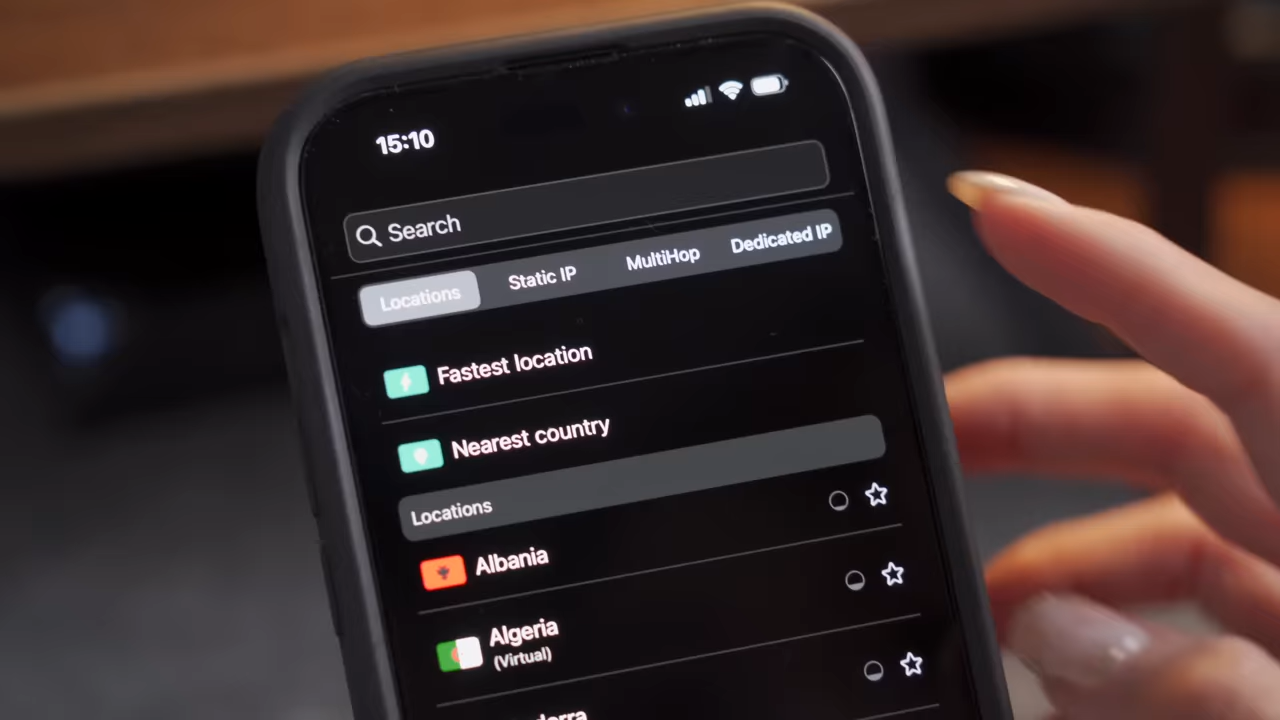 15:10
Search
Locations Static IP MultiHop Dedicated IP
Fastest location
Nearest country
Locations
Albania
Algeria
(Virtual)